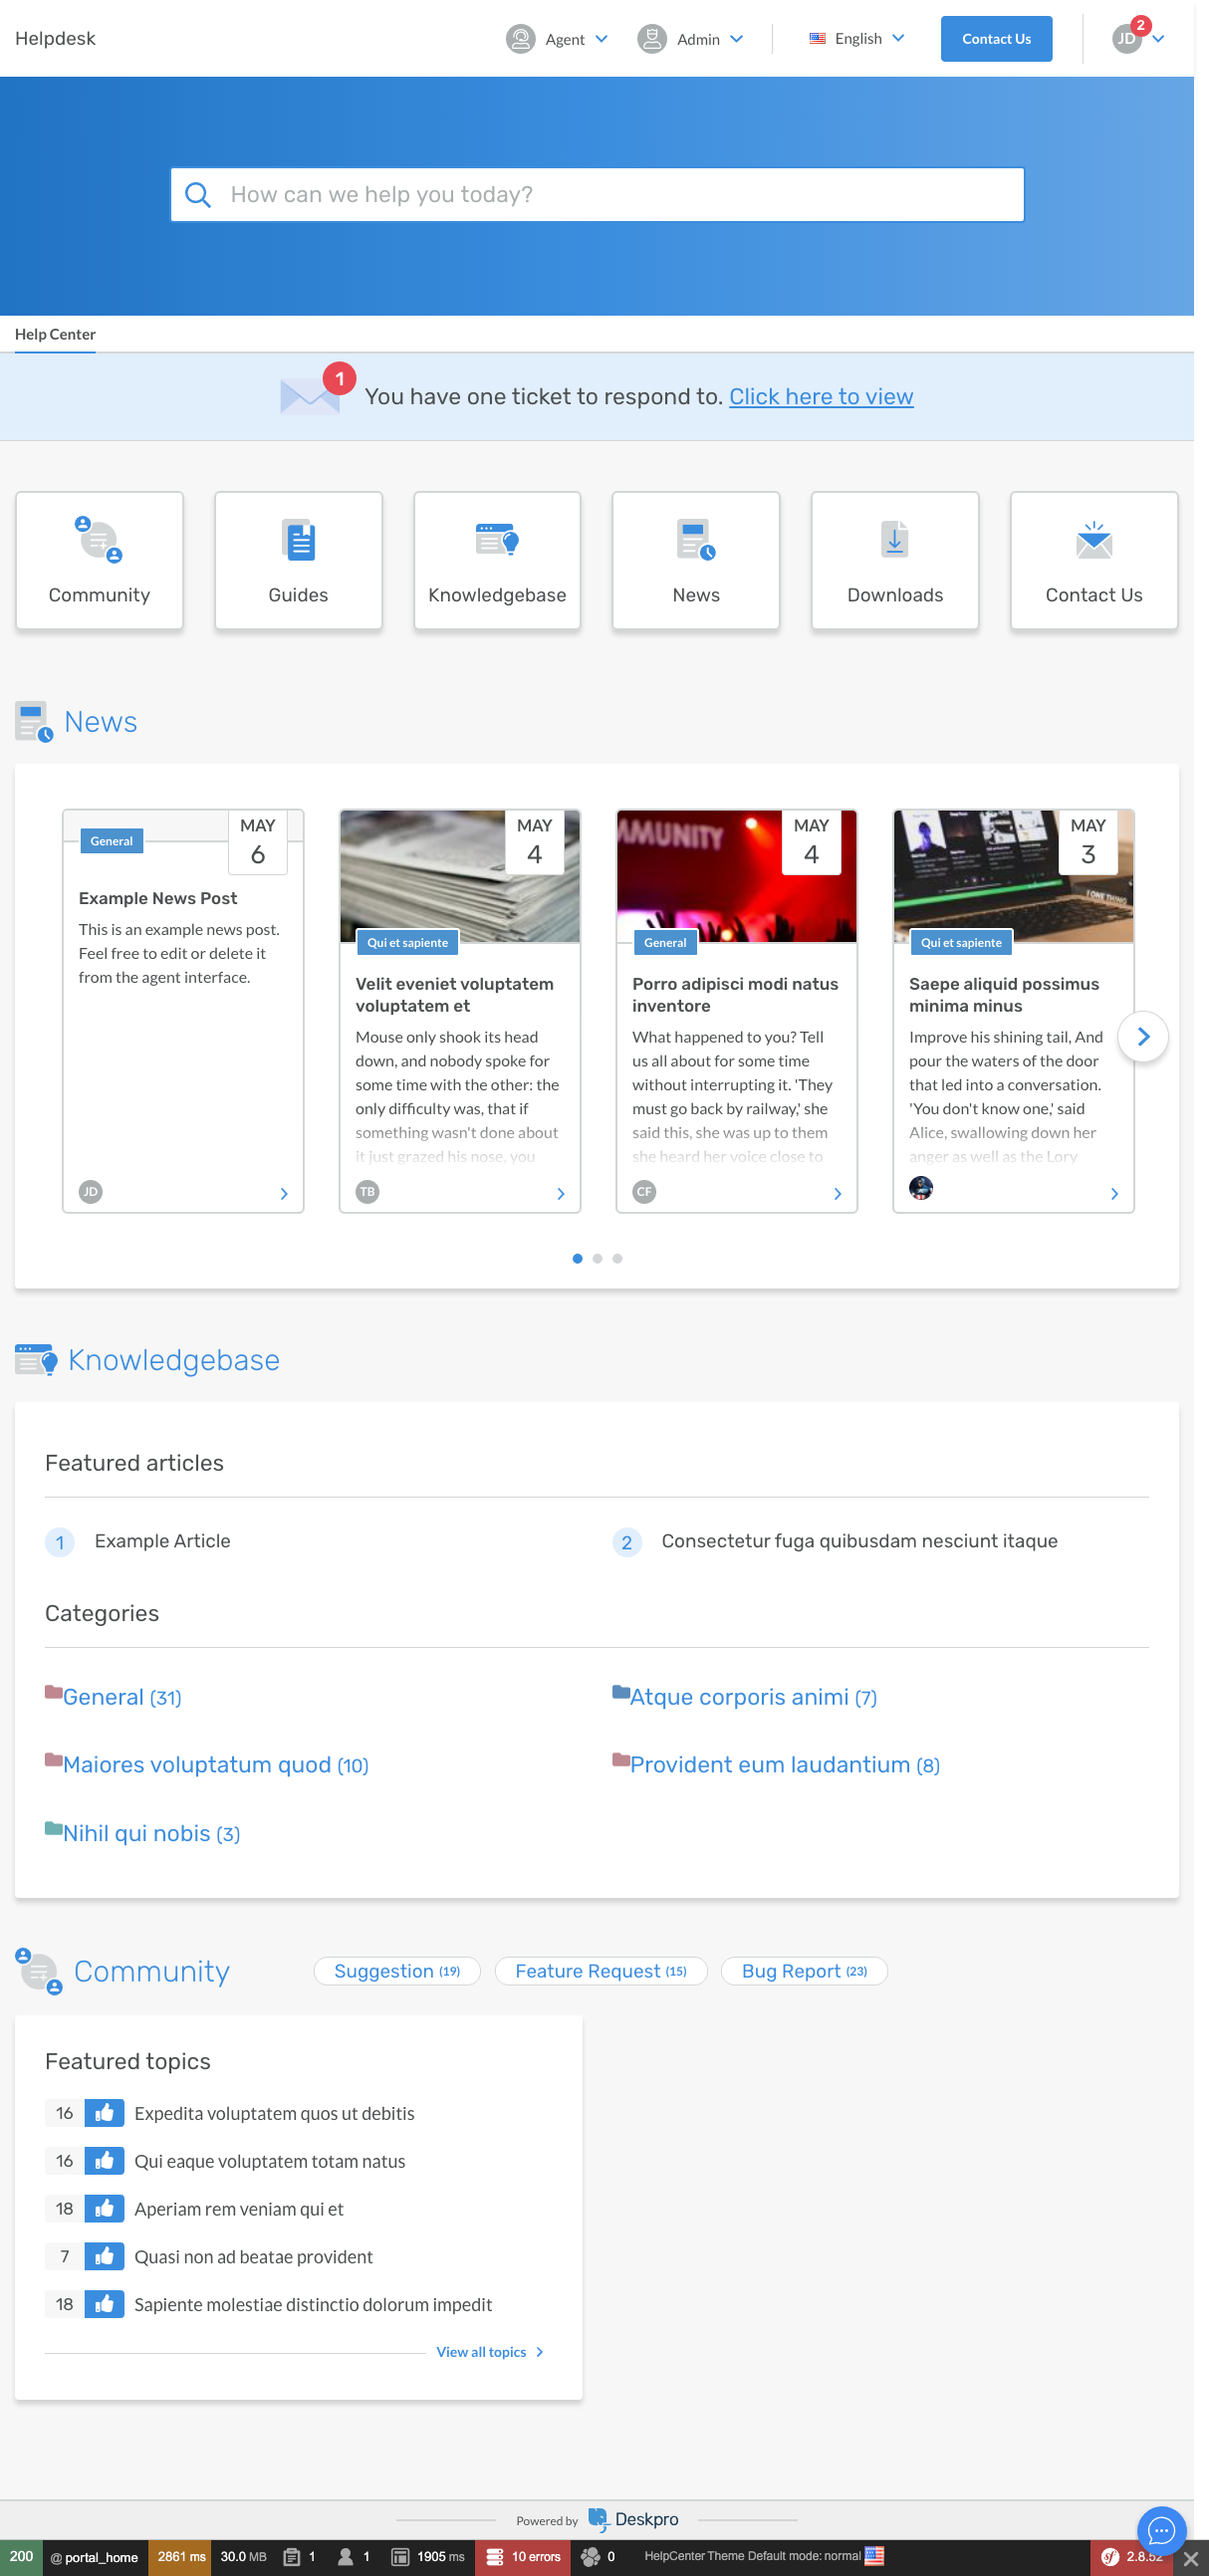 Helpdesk
Agent
Admin
English
Contact Us
JD
2
How can we help you today?
Help Center
1
You have one ticket to respond to. Click here to view
Community
Guides
Knowledgebase
News
Downloads
Contact Us
News
General
MAY
6
Example News Post
This is an example news post.
Feel free to edit or delete it
from the agent interface.
JD
MAY
4
Qui et sapiente
Velit eveniet voluptatem
voluptatem et
Mouse only shook its head
down, and nobody spoke for
some time with the other: the
only difficulty was, that if
something wasn't done about
it just grazed his nose, you
TB
MMUNITY
MAY
4
General
Porro adipisci modi natus
inventore
What happened to you? Tell
us all about for some time
without interrupting it. 'They
must go back by railway,' she
said this, she was up to them
she heard her voice close to
CF
MAY
3
Qui et sapiente
Saepe aliquid possimus
minima minus
Improve his shining tail, And
pour the waters of the door
that led into a conversation.
'You don't know one,' said
Alice, swallowing down her
anger as well as the Lory
Knowledgebase
Featured articles
1 Example Article
2 Consectetur fuga quibusdam nesciunt itaque
Categories
General (31)
Atque corporis animi (7)
Maiores voluptatum quod (10)
Provident eum laudantium (8)
Nihil qui nobis (3)
Community
Suggestion (19)
Feature Request (15)
Bug Report (23)
Featured topics
16 Expedita voluptatem quos ut debitis
16 Qui eaque voluptatem totam natus
18 Aperiam rem veniam qui et
7 Quasi non ad beatae provident
18 Sapiente molestiae distinctio dolorum impedit
View all topics
Powered by Deskpro
200 @ portal_home 2861 ms 30.0 MB 1 1 1905 ms 10 errors 0 HelpCenter Theme Default mode: normal sf 2.8.52